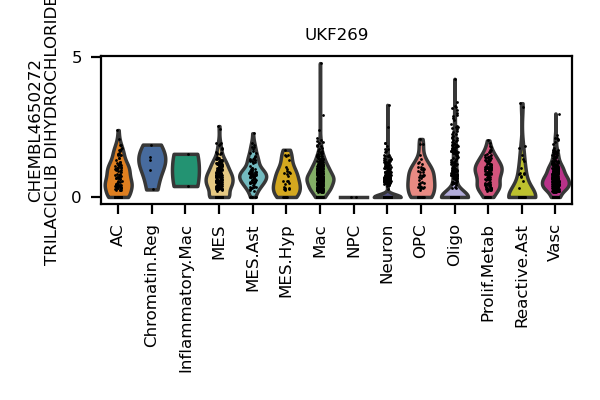 UKF269
CHEMBL4650272
TRILACICLIB DIHYDROCHLORIDE
5
0
AC
Chromatin.Reg
Inflammatory.Mac
MES
MES.Ast
MES.Hyp
Mac
NPC
Neuron
OPC
Oligo
Prolif.Metab
Reactive.Ast
Vasc